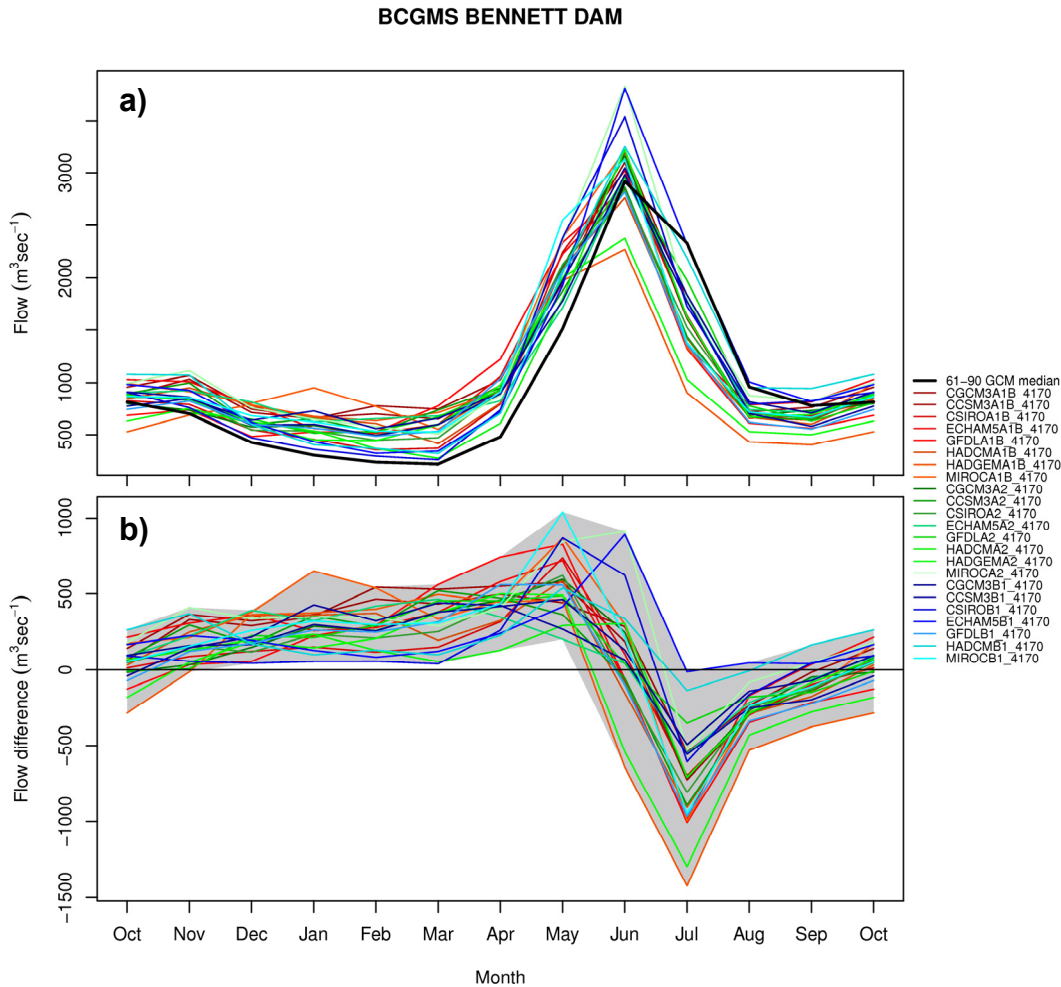 BCGMS BENNETT DAM
a)
Flow (m³sec⁻¹)
3000
2000
1000
500
61−90 GCM median
CGCM3A1B_4170
CCSM3A1B_4170
CSIROA1B_4170
ECHAM5A1B_4170
GFDLA1B_4170
HADCMA1B_4170
HADGEMA1B_4170
MIROCA1B_4170
CGCM3A2_4170
CCSM3A2_4170
CSIROA2_4170
ECHAM5A2_4170
GFDLA2_4170
HADCMA2_4170
HADGEMA2_4170
MIROCA2_4170
CGCM3B1_4170
CCSM3B1_4170
CSIROB1_4170
ECHAM5B1_4170
GFDLB1_4170
HADCMB1_4170
MIROCB1_4170
b)
Flow difference (m³sec⁻¹)
1000
500
0
−500
−1000
−1500
Oct Nov Dec Jan Feb Mar Apr May Jun Jul Aug Sep Oct
Month